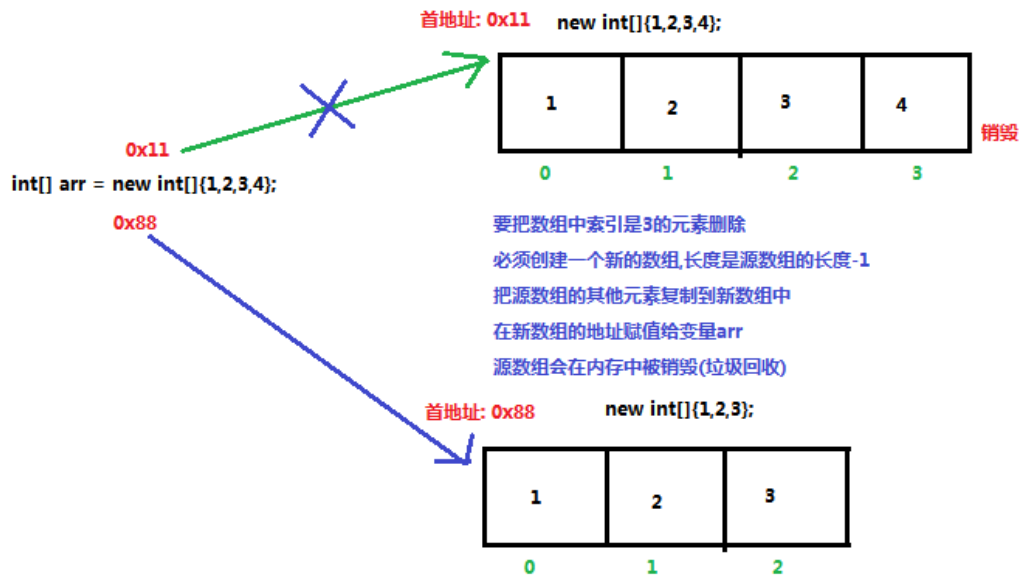 首地址: 0x11 new int[]{1,2,3,4};
1 2 3 4
销毁
0 1 2 3
0x11
int[] arr = new int[]{1,2,3,4};
0x88
要把数组中索引是3的元素删除
必须创建一个新的数组,长度是源数组的长度-1
把源数组的其他元素复制到新数组中
在新数组的地址赋值给变量arr
源数组会在内存中被销毁(垃圾回收)
首地址: 0x88 new int[]{1,2,3};
1 2 3
0 1 2